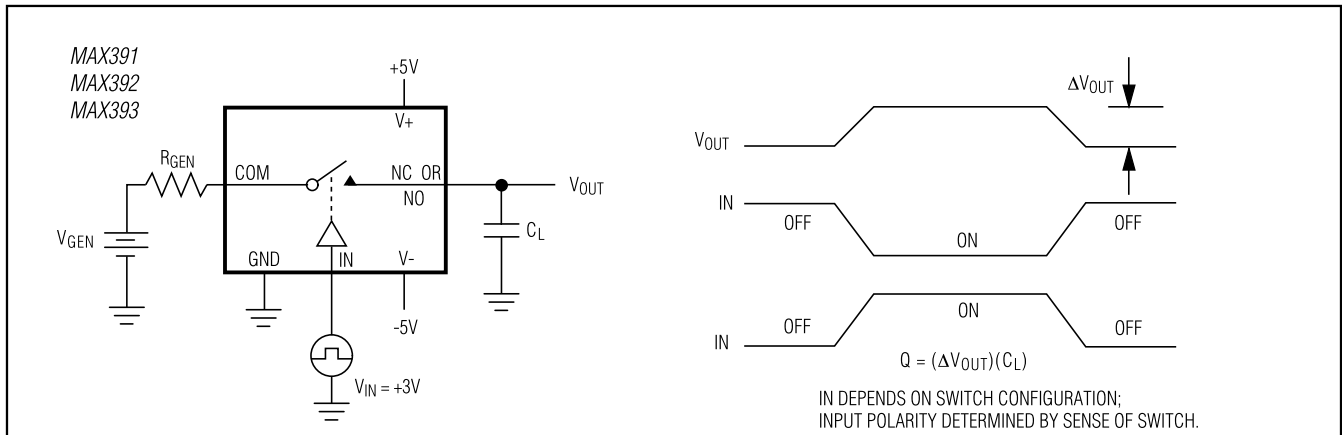 MAX391
MAX392
MAX393
+5V
V+
RGEN
COM
NC OR
NO
VOUT
VGEN
CL
GND
IN
V-
-5V
VIN = +3V
ΔVOUT
VOUT
IN
OFF
ON
OFF
IN
OFF
ON
OFF
Q = (ΔVOUT)(CL)
IN DEPENDS ON SWITCH CONFIGURATION;
INPUT POLARITY DETERMINED BY SENSE OF SWITCH.